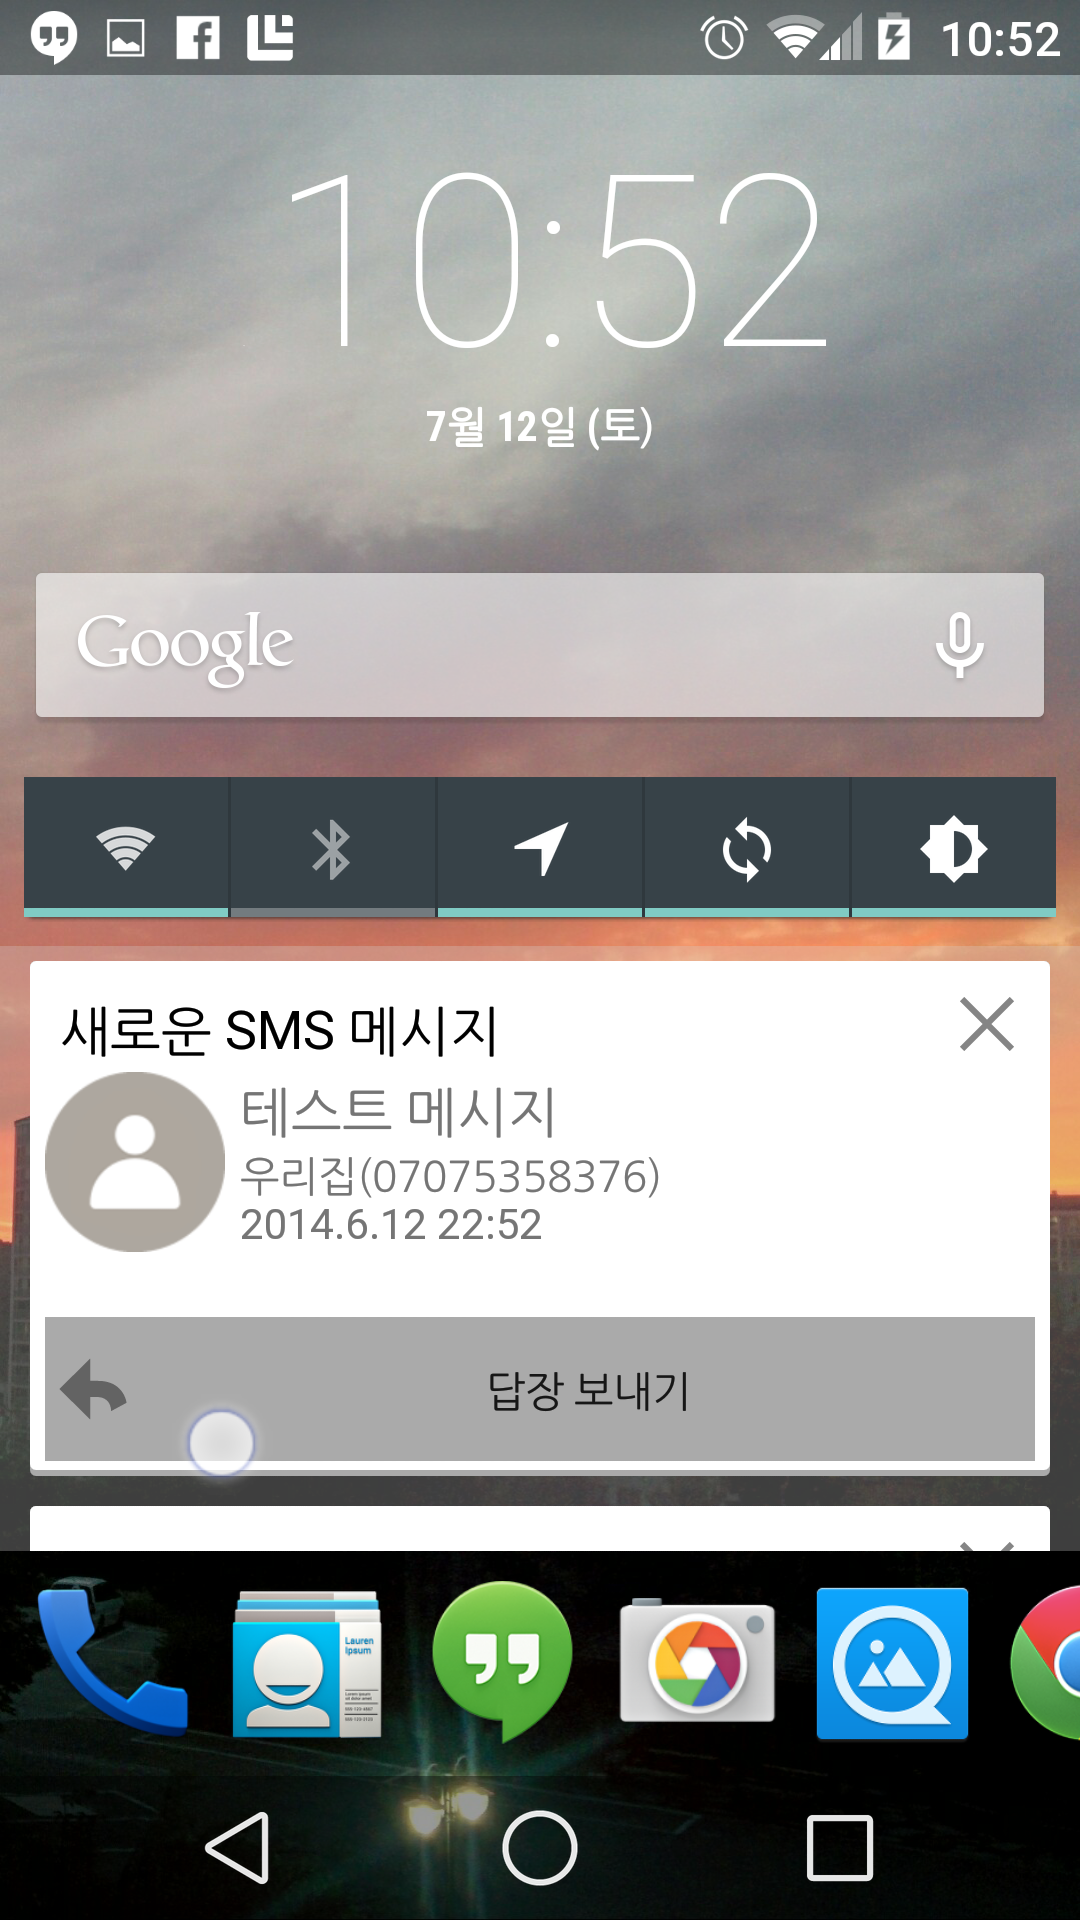 10:52
10:52
7월 12일 (토)
Google
새로운 SMS 메시지
테스트 메시지
우리집(07075358376)
2014.6.12 22:52
답장 보내기
Lauren
Ipsum